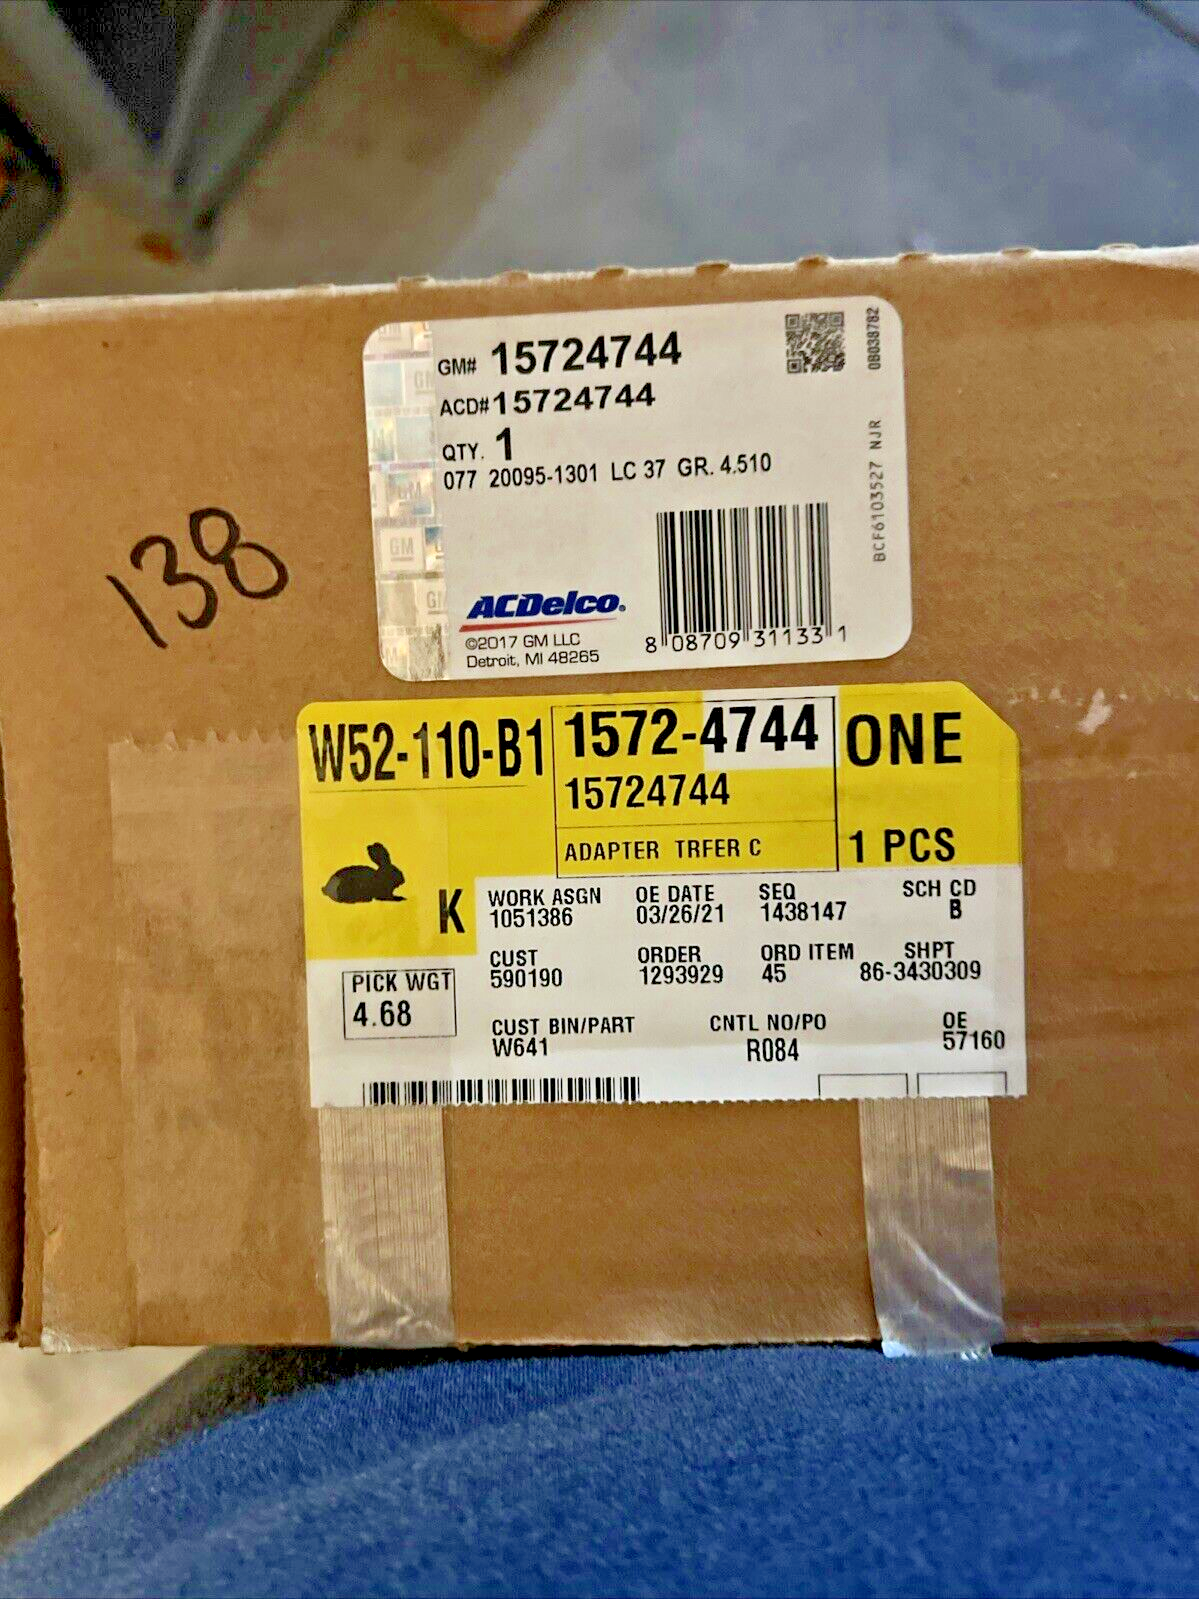 GM# 15724744
ACD# 15724744
QTY. 1
077 20095-1301 LC 37 GR. 4.510
0B038782
BCF6103527 NJR
GM
ACDelco®
©2017 GM LLC
Detroit, MI 48265
8 08709 31133 1
138
W52-110-B1
1572-4744
15724744
ADAPTER TRFER C
ONE
1 PCS
K
WORK ASGN OE DATE SEQ SCH CD
1051386 03/26/21 1438147 B
CUST ORDER ORD ITEM SHPT
590190 1293929 45 86-3430309
PICK WGT
4.68
CUST BIN/PART CNTL NO/PO OE
W641 R084 57160